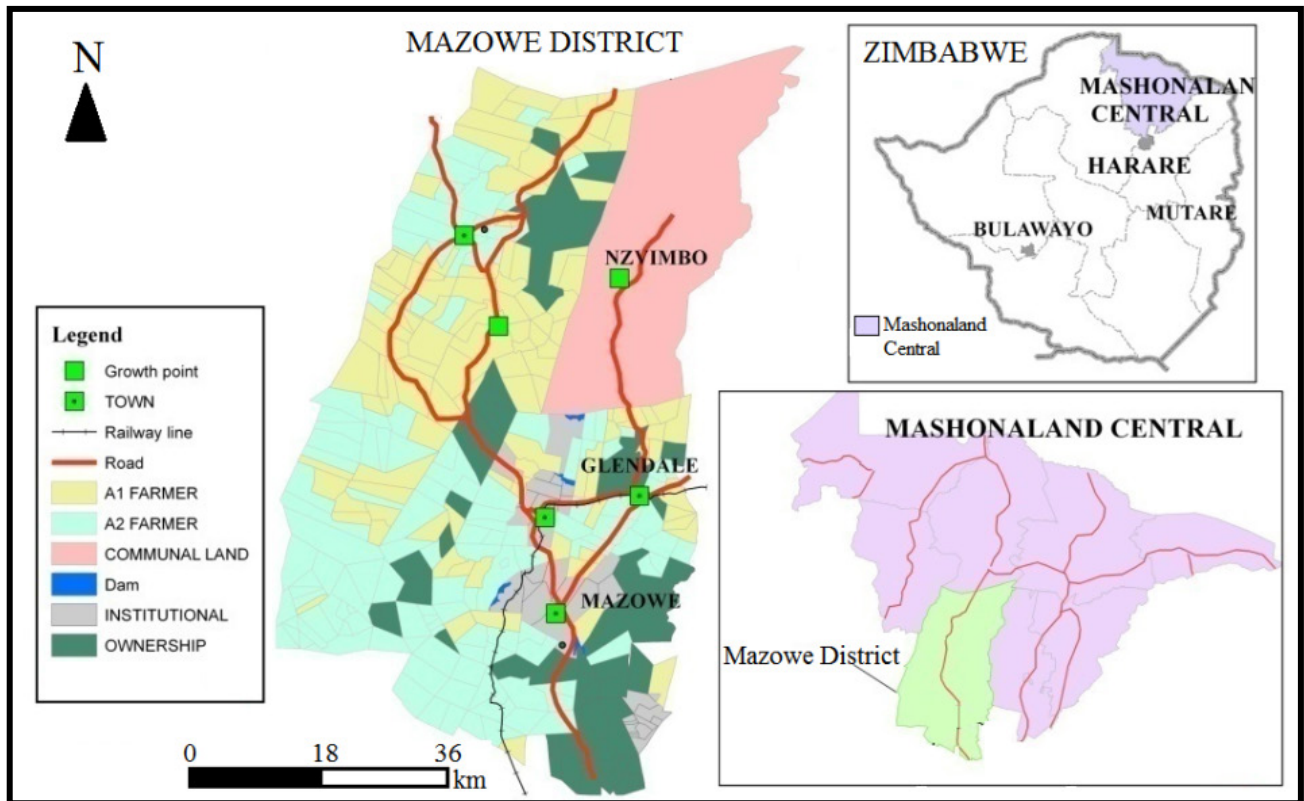 MAZOWE DISTRICT
N
NZVIMBO
GLENDALE
MAZOWE
Legend
Growth point
TOWN
Railway line
Road
A1 FARMER
A2 FARMER
COMMUNAL LAND
Dam
INSTITUTIONAL
OWNERSHIP
0 18 36
km
ZIMBABWE
MASHONALAN
CENTRAL
HARARE
MUTARE
BULAWAYO
Mashonaland
Central
MASHONALAND CENTRAL
Mazowe District